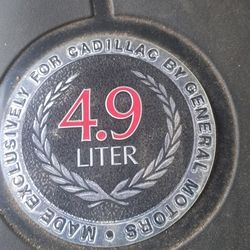 MADE EXCLUSIVELY FOR CADILLAC BY GENERAL MOTORS •
4.9
LITER